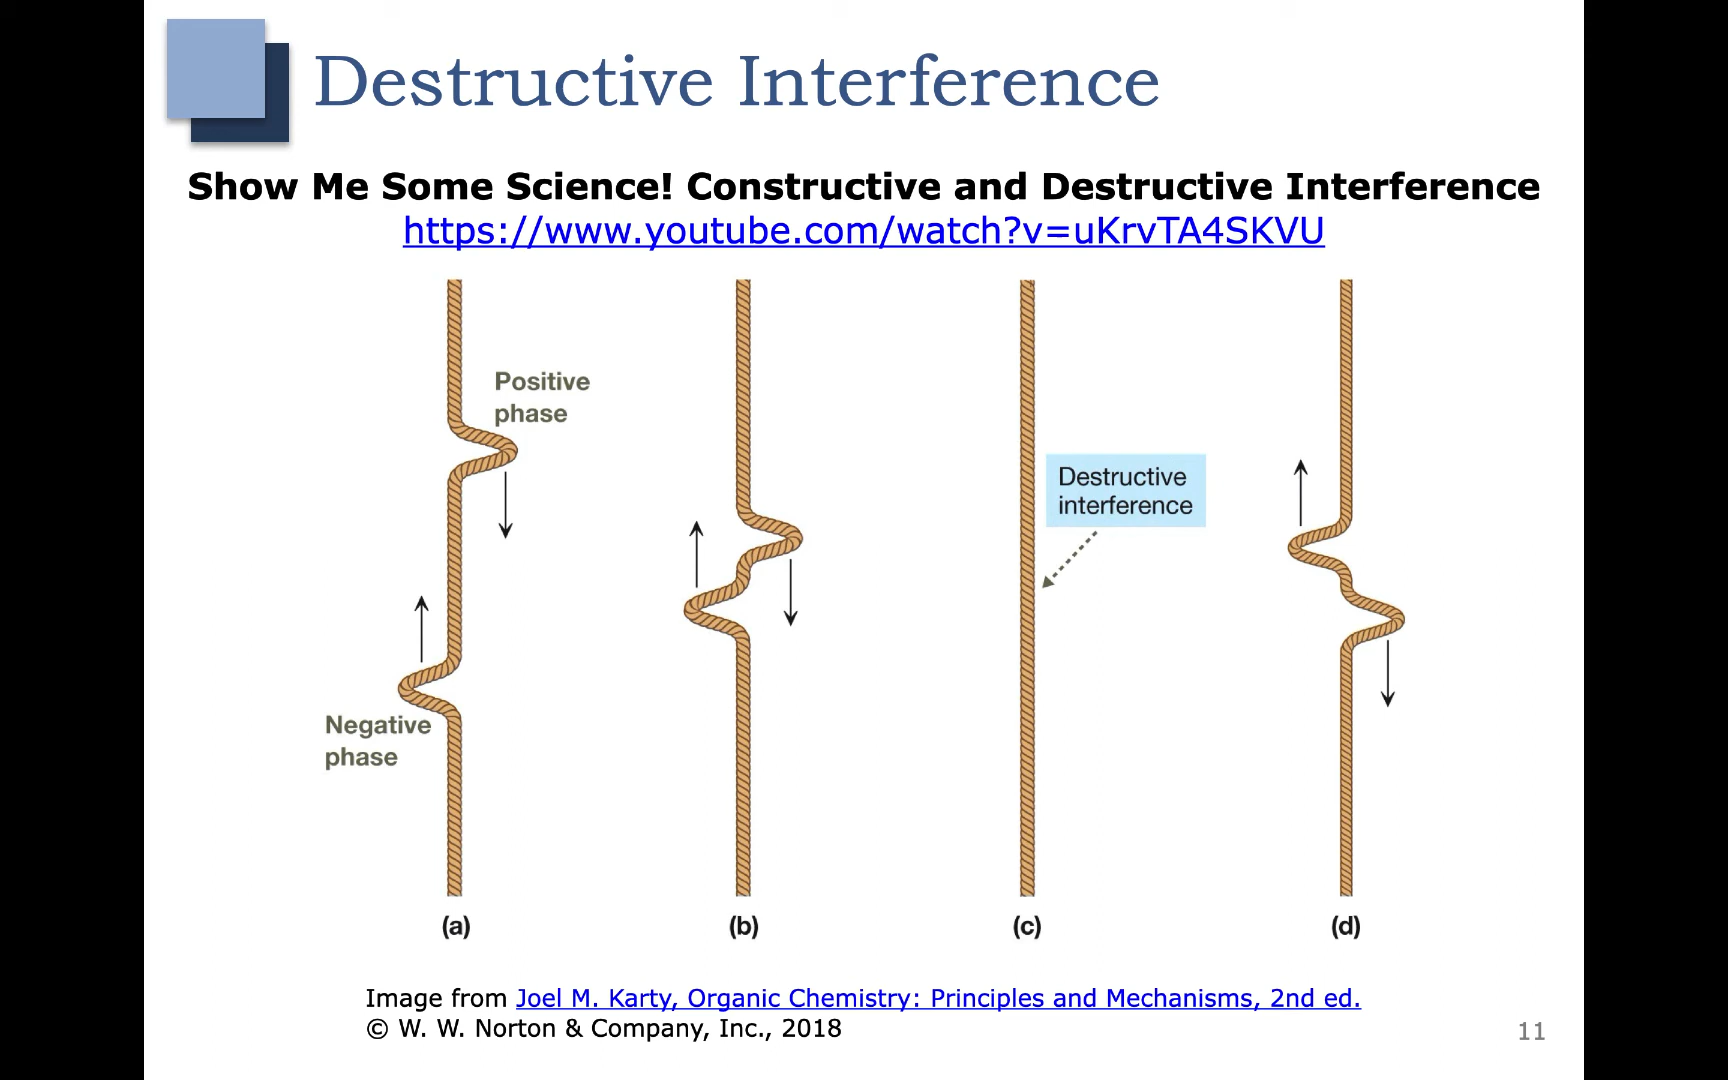 Destructive Interference
Show Me Some Science! Constructive and Destructive Interference
https://www.youtube.com/watch?v=uKrvTA4SKVU
Positive
phase
Negative
phase
Destructive
interference
(a)
(b)
(c)
(d)
Image from Joel M. Karty, Organic Chemistry: Principles and Mechanisms, 2nd ed.
© W. W. Norton & Company, Inc., 2018
11